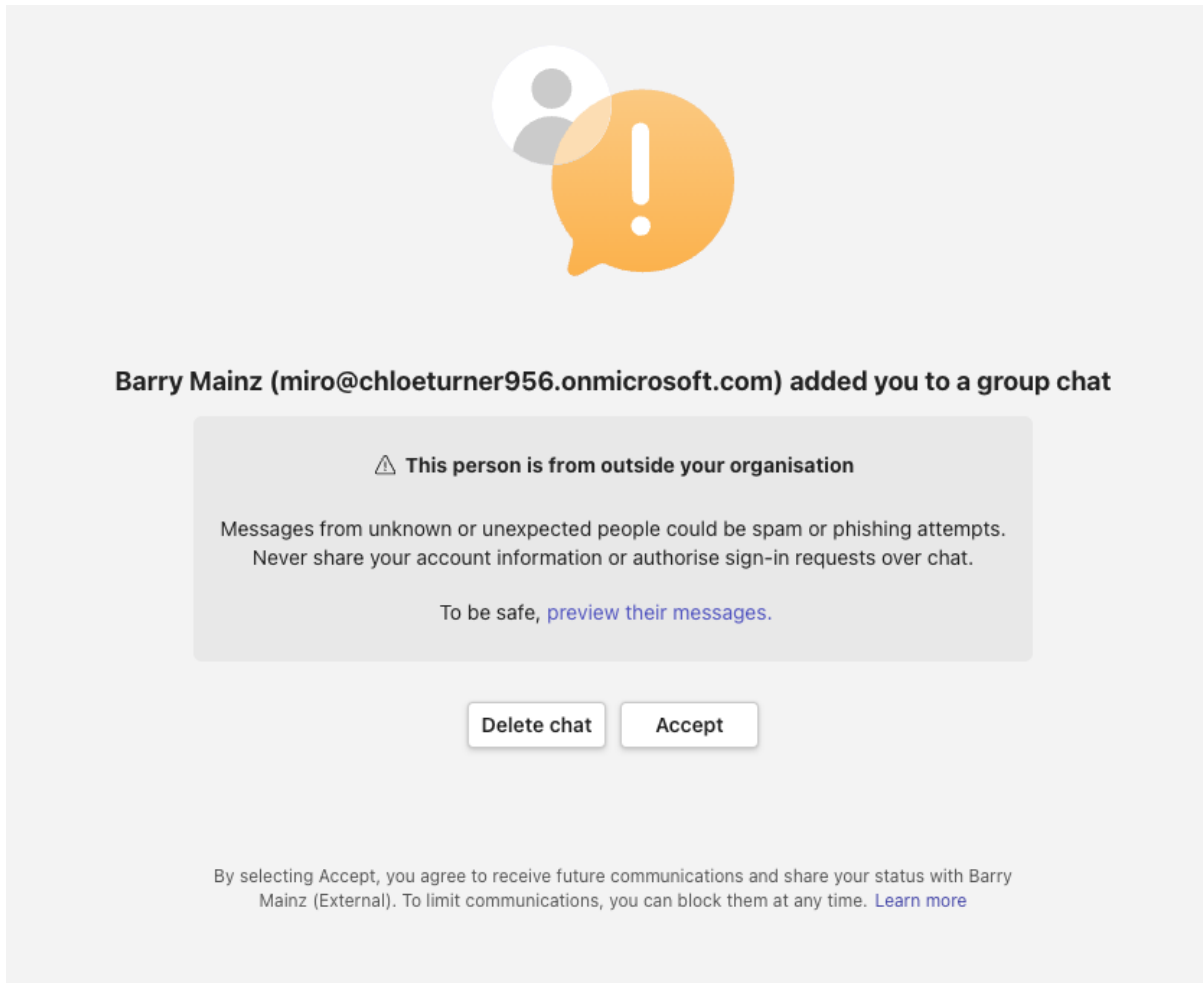 Barry Mainz (miro@chloeturner956.onmicrosoft.com) added you to a group chat
This person is from outside your organisation
Messages from unknown or unexpected people could be spam or phishing attempts.
Never share your account information or authorise sign-in requests over chat.
To be safe, preview their messages.
Delete chat
Accept
By selecting Accept, you agree to receive future communications and share your status with Barry
Mainz (External). To limit communications, you can block them at any time. Learn more